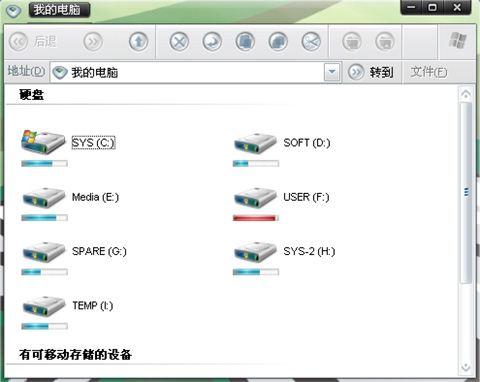 我的电脑
后退
地址(D) 我的电脑 转到 文件(F)
硬盘
SYS (C:) SOFT (D:)
Media (E:) USER (F:)
SPARE (G:) SYS-2 (H:)
TEMP (I:)
有可移动存储的设备